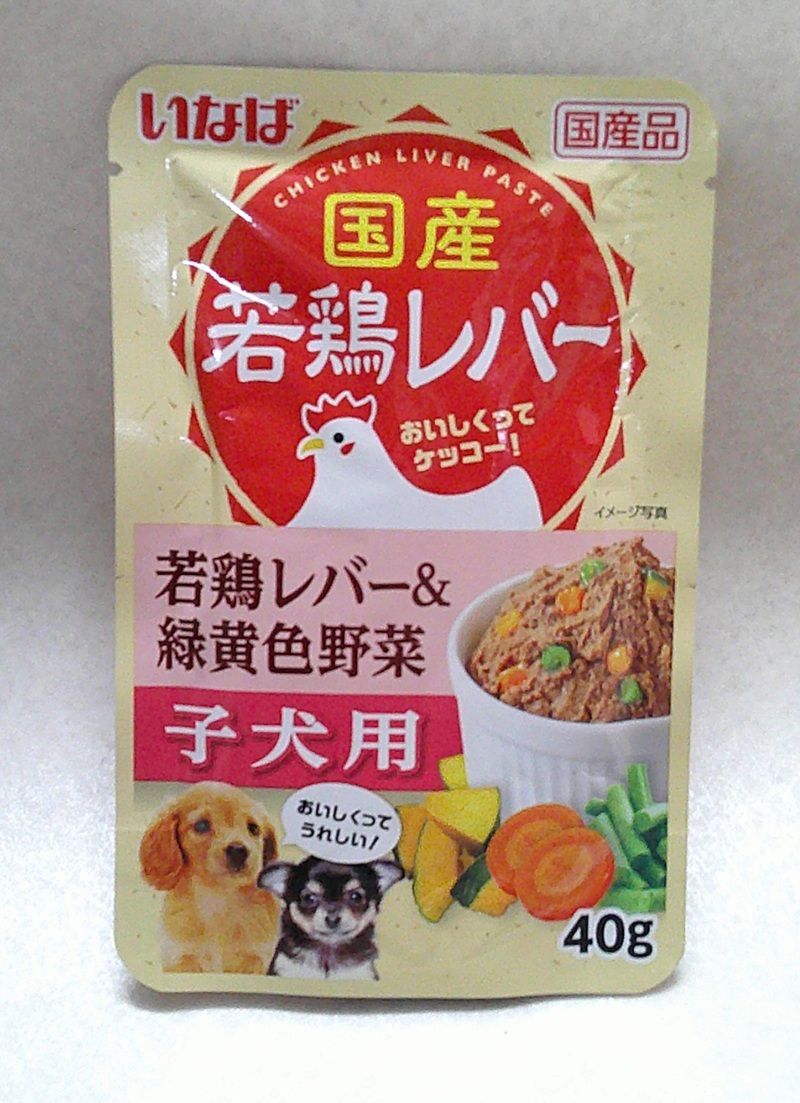 いなば
国産品
CHICKEN LIVER PASTE
国産
若鶏レバー
おいしくって
ケッコー!
イメージ写真
若鶏レバー&
緑黄色野菜
子犬用
おいしくって
うれしい!
40g